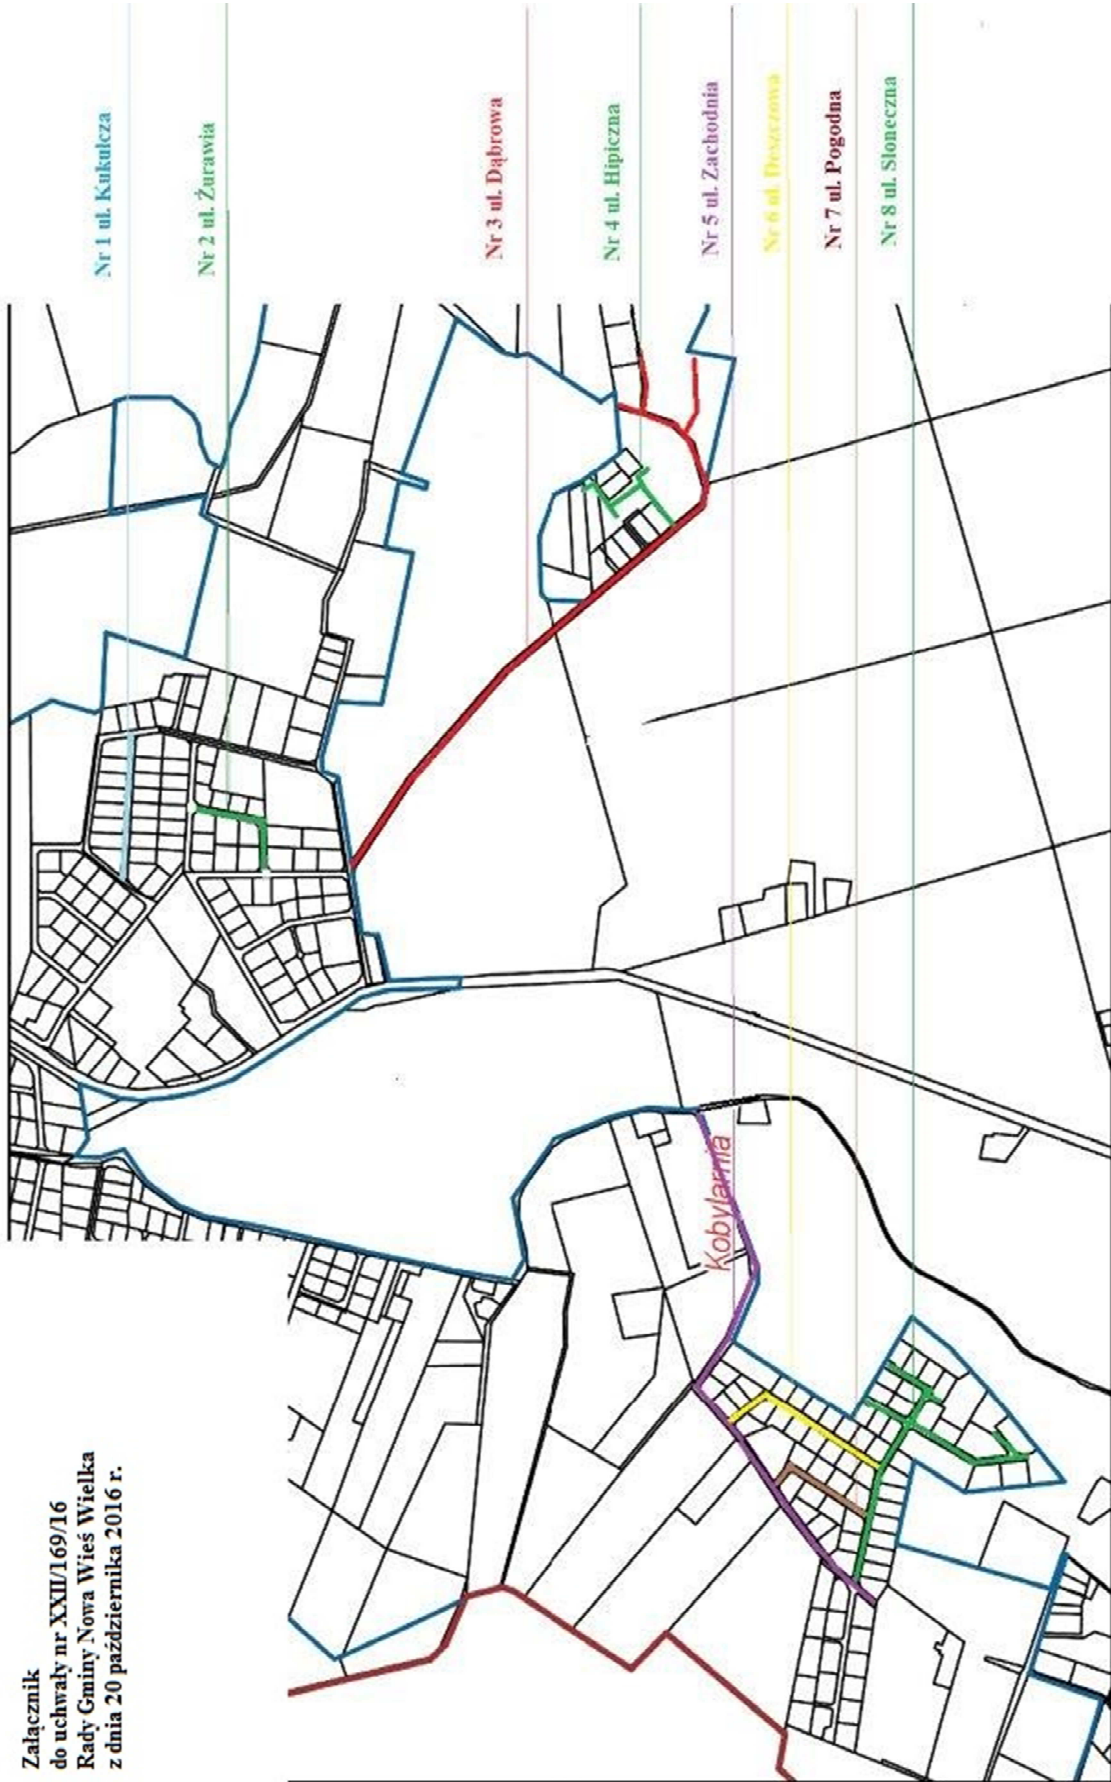 Załącznik
do uchwały nr XXII/169/16
Rady Gminy Nowa Wieś Wielka
z dnia 20 października 2016 r.
Nr 1 ul. Kukułcza
Nr 2 ul. Żurawia
Nr 3 ul. Dąbrowa
Nr 4 ul. Hipiczna
Nr 5 ul. Zachodnia
Nr 6 ul. Deszczowa
Nr 7 ul. Pogodna
Nr 8 ul. Słoneczna
Kobylarnia